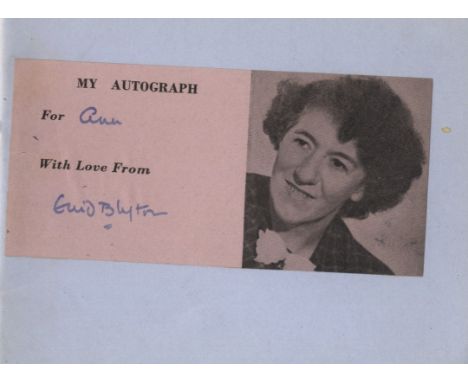 MY AUTOGRAPH
For Ann
With Love From
Enid Blyton